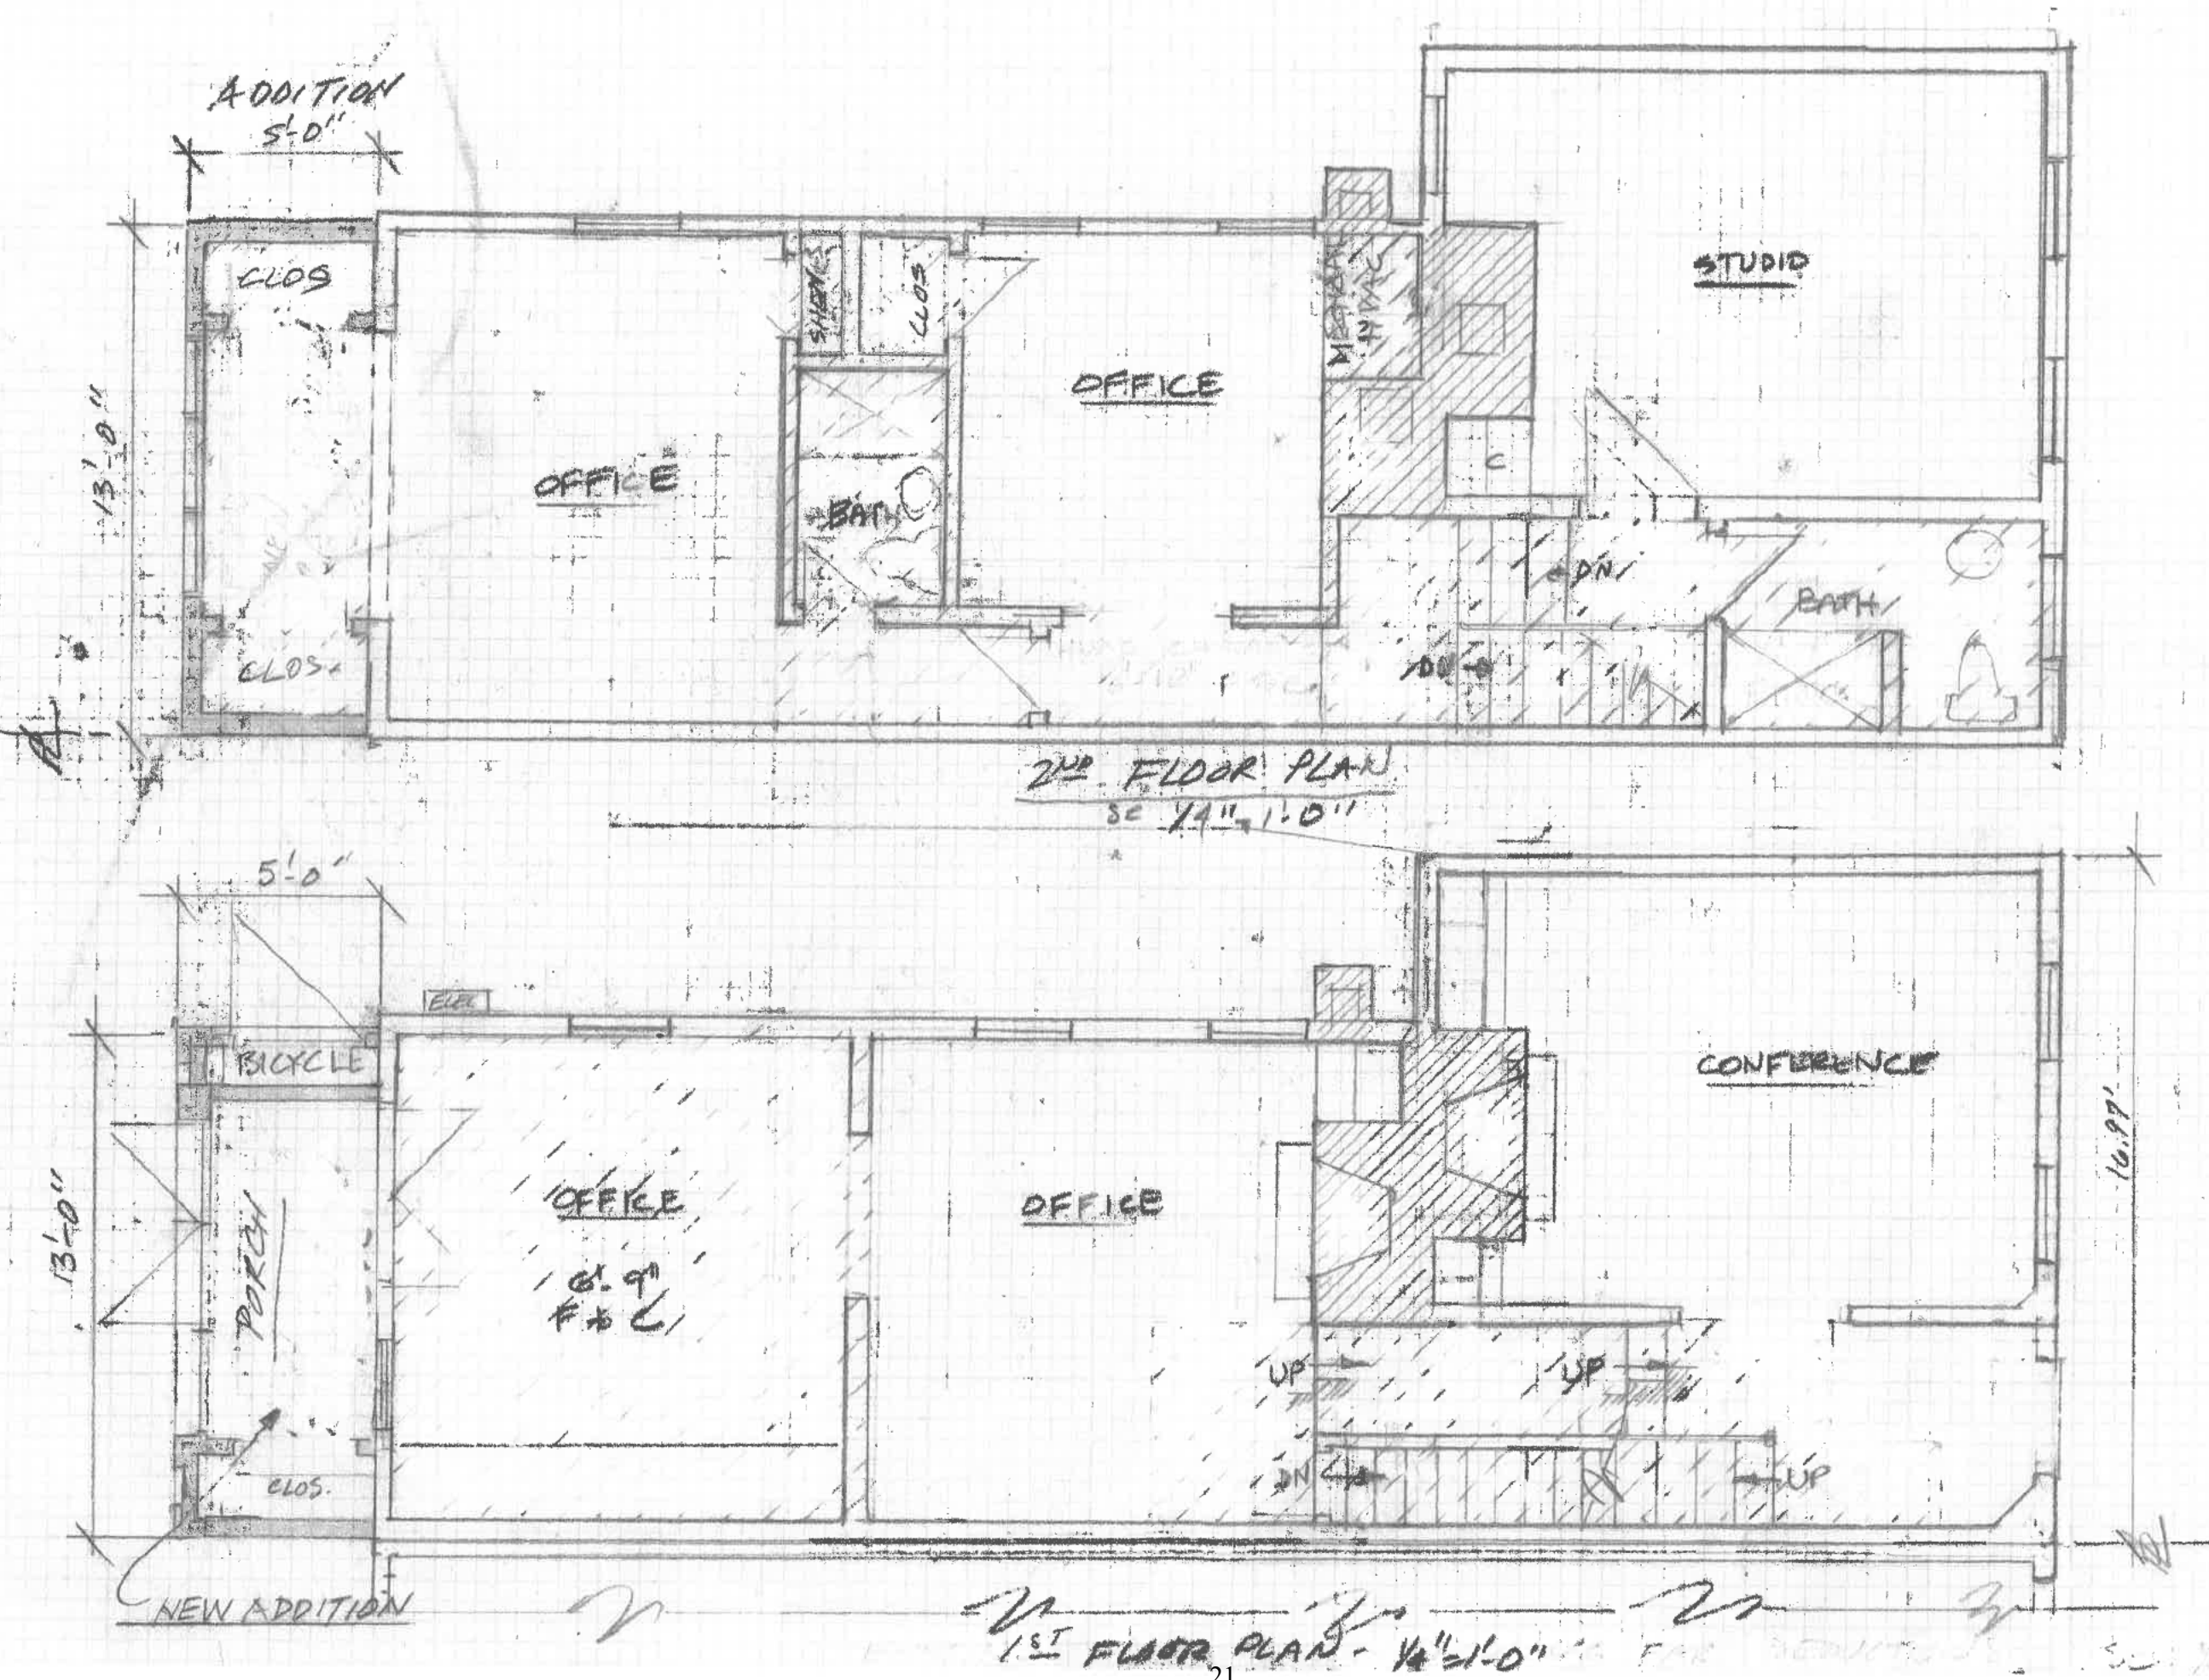 ADDITION
5'-0"
CLOS
SHELVES
CLOS
HVAC
STUDIO
13'-0"
OFFICE
OFFICE
C
BATH
DN
BATH
CLOS.
DN
2ND FLOOR PLAN
SC 1/4"=1'-0"
5'-0"
ELEC
BICYCLE
CONFERENCE
16.97'
13'-0"
PORCH
OFFICE
6'-9"
F to C
OFFICE
UP
UP
CLOS.
DN
UP
NEW ADDITION
1ST FLOOR PLAN - 1/4"=1'-0"
21